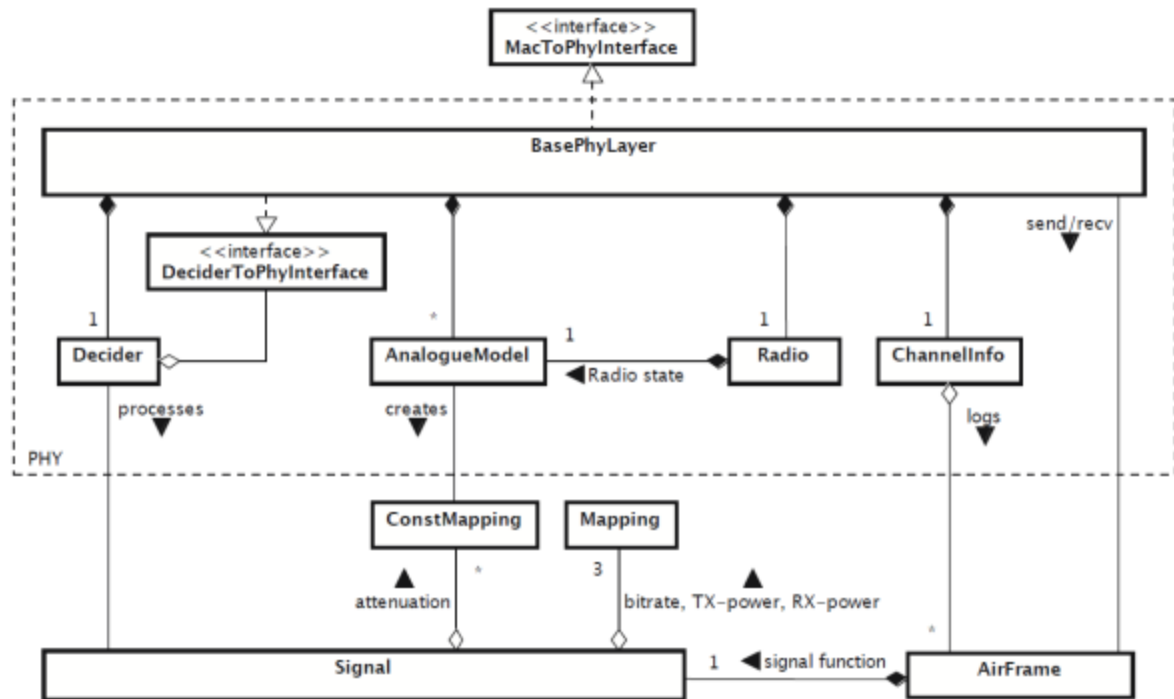 <<interface>>
MacToPhyInterface
BasePhyLayer
send/recv
<<interface>>
DeciderToPhyInterface
1
*
1
1
1
Decider
AnalogueModel
Radio
ChannelInfo
Radio state
processes
creates
logs
PHY
ConstMapping
Mapping
*
3
attenuation
bitrate, TX-power, RX-power
*
Signal
1
signal function
AirFrame